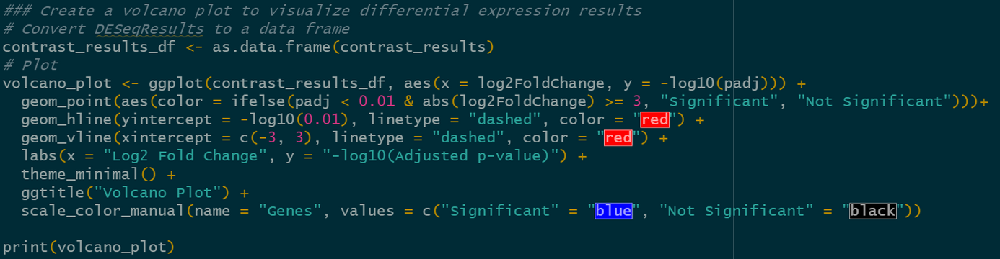 ### Create a volcano plot to visualize differential expression results
# Convert DESeqResults to a data frame
contrast_results_df <- as.data.frame(contrast_results)
# Plot
volcano_plot <- ggplot(contrast_results_df, aes(x = log2FoldChange, y = -log10(padj))) +
  geom_point(aes(color = ifelse(padj < 0.01 & abs(log2FoldChange) >= 3, "Significant", "Not Significant")))+
  geom_hline(yintercept = -log10(0.01), linetype = "dashed", color = "red") +
  geom_vline(xintercept = c(-3, 3), linetype = "dashed", color = "red") +
  labs(x = "Log2 Fold Change", y = "-log10(Adjusted p-value)") +
  theme_minimal() +
  ggtitle("Volcano Plot") +
  scale_color_manual(name = "Genes", values = c("Significant" = "blue", "Not Significant" = "black"))
print(volcano_plot)